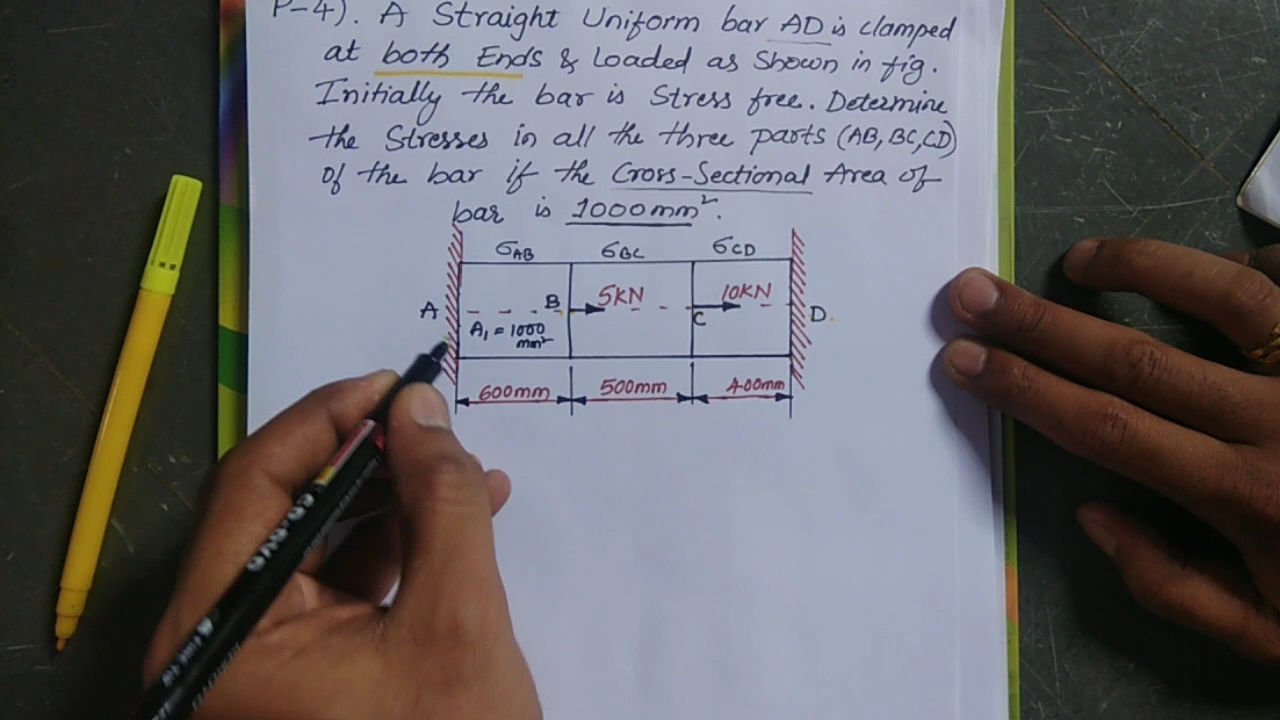 P-4). A Straight Uniform bar AD is clamped
at both Ends & Loaded as Shown in fig.
Initially the bar is Stress free. Determine
the Stresses in all the three parts (AB, BC, CD)
of the bar if the Cross-Sectional Area of
bar is 1000mm².
σAB σBC σCD
A B 5KN C 10KN D
A₁ = 1000
mm²
600mm 500mm 400mm